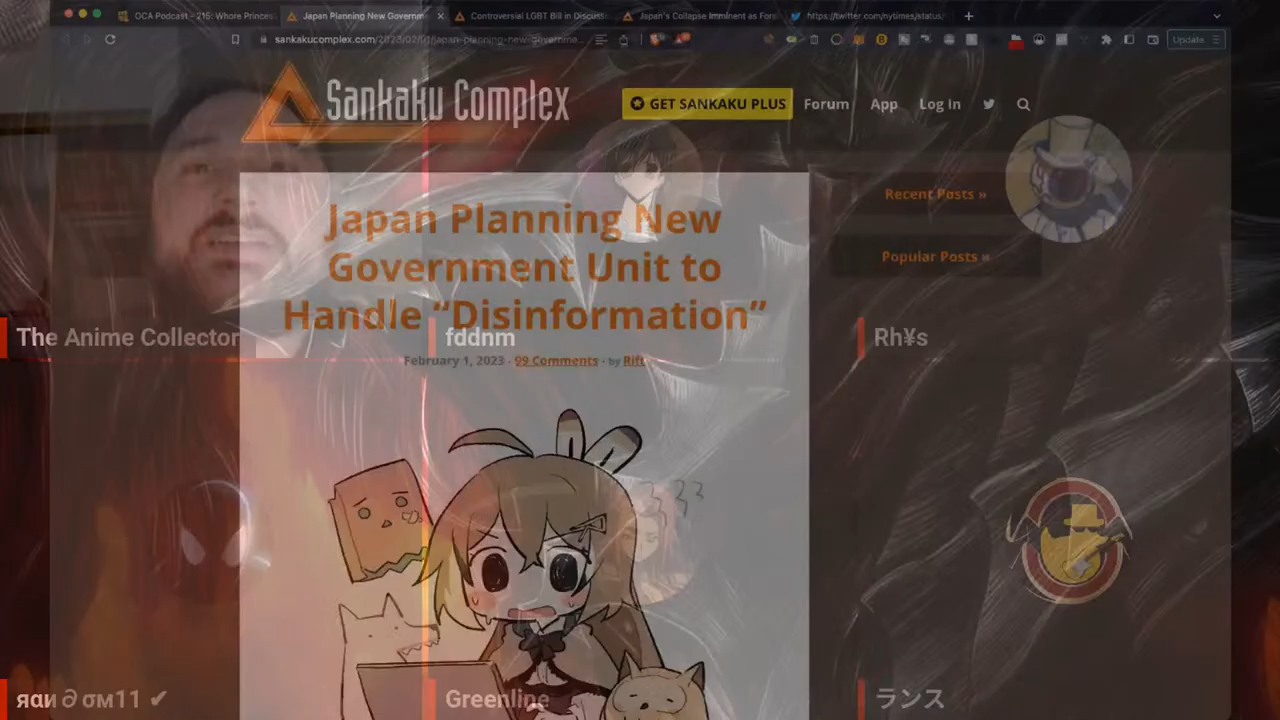 OCA Podcast - 215: Whore Princes
Japan Planning New Governm
Controversial LGBT Bill in Discuss
Japan's Collapse Imminent as Fore
https://twitter.com/nytimes/status/
sankakucomplex.com/2023/02/01/japan-planning-new-governme...
Update
Sankaku Complex
GET SANKAKU PLUS
Forum
App
Log In
Recent Posts »
Popular Posts »
Japan Planning New
Government Unit to
Handle “Disinformation”
February 1, 2023 - 99 Comments - by Rift
The Anime Collector
fddnm
Rh¥s
яαи∂σм11 ✔
Greenline
ランス